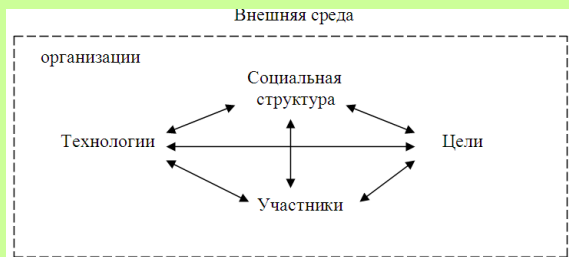 Внешняя среда
организации
Социальная
структура
Технологии
Цели
Участники